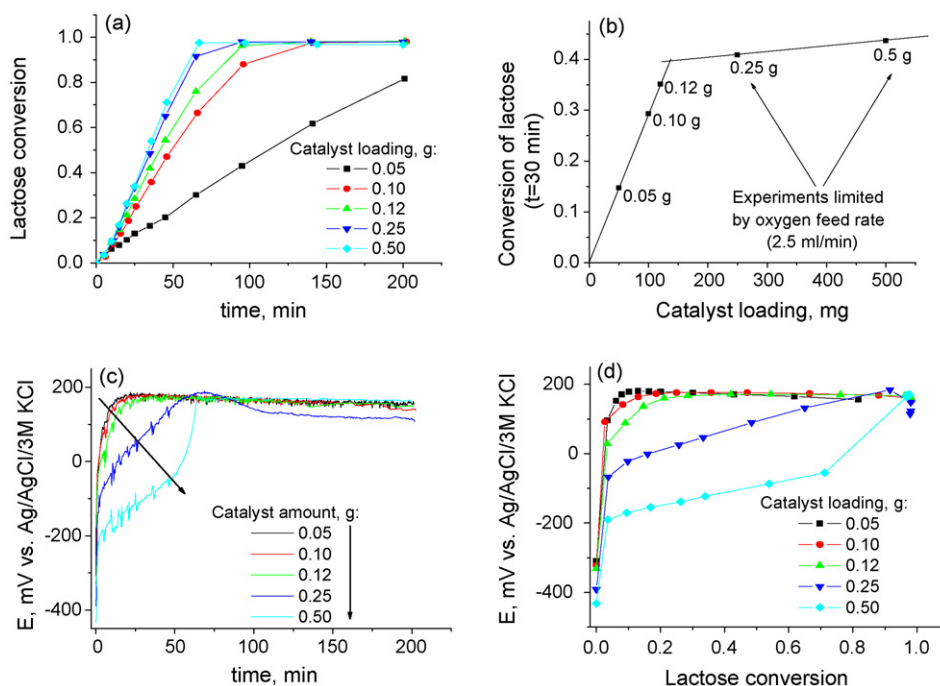 (a)
Lactose conversion
1.0
0.8
0.6
0.4
0.2
0.0
0 50 100 150 200
time, min
Catalyst loading, g:
0.05
0.10
0.12
0.25
0.50
(b)
Conversion of lactose
(t=30 min)
0.4
0.2
0.0
0 100 200 300 400 500
Catalyst loading, mg
0.05 g
0.10 g
0.12 g
0.25 g
0.5 g
Experiments limited
by oxygen feed rate
(2.5 ml/min)
(c)
E, mV vs. Ag/AgCl/3M KCl
200
0
-200
-400
0 50 100 150 200
time, min
Catalyst amount, g:
0.05
0.10
0.12
0.25
0.50
(d)
E, mV vs. Ag/AgCl/3M KCl
200
0
-200
-400
0.0 0.2 0.4 0.6 0.8 1.0
Lactose conversion
Catalyst loading, g:
0.05
0.10
0.12
0.25
0.50